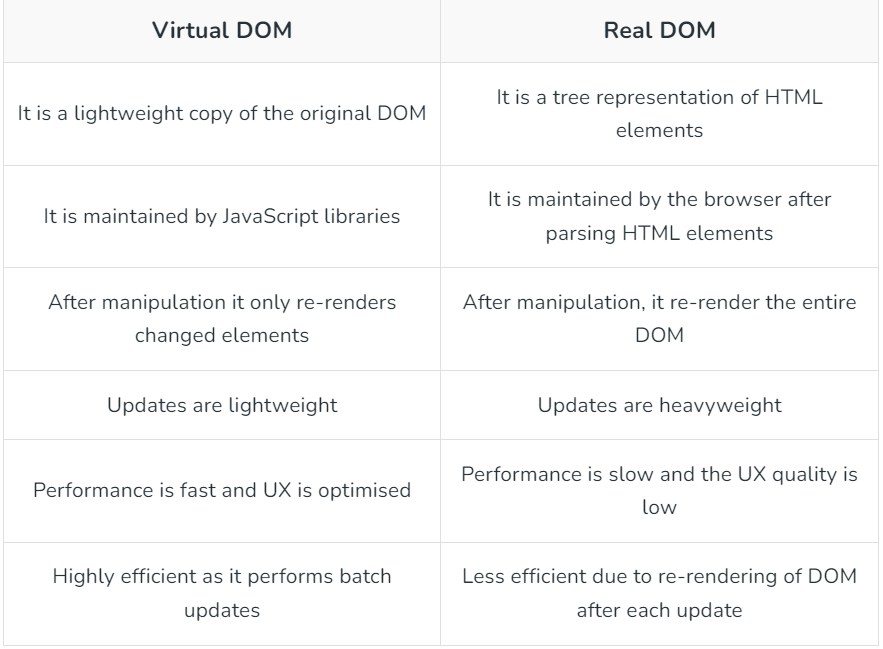 Virtual DOM
Real DOM
It is a lightweight copy of the original DOM
It is a tree representation of HTML
elements
It is maintained by JavaScript libraries
It is maintained by the browser after
parsing HTML elements
After manipulation it only re-renders
changed elements
After manipulation, it re-render the entire
DOM
Updates are lightweight
Updates are heavyweight
Performance is fast and UX is optimised
Performance is slow and the UX quality is
low
Highly efficient as it performs batch
updates
Less efficient due to re-rendering of DOM
after each update